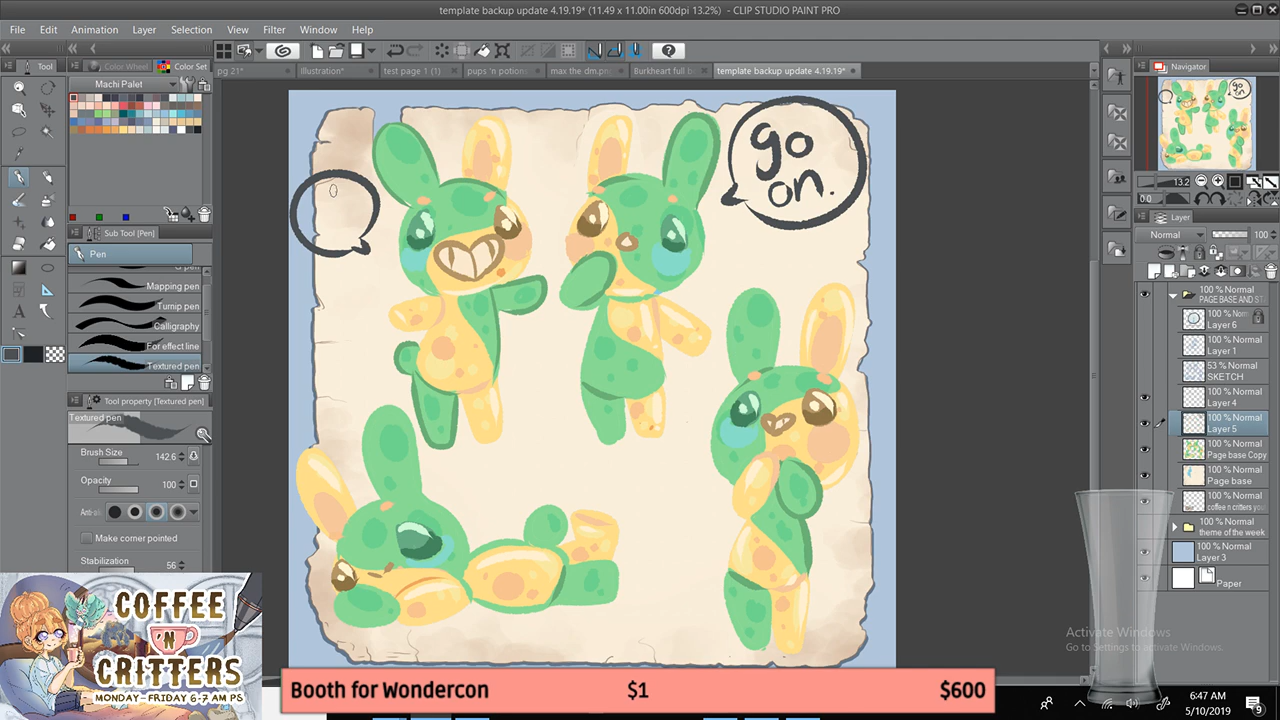 template backup update 4.19.19* (11.49 x 11.00in 600dpi 13.2%) - CLIP STUDIO PAINT PRO
File Edit Animation Layer Selection View Filter Window Help
Tool Color Wheel Color Set
pg 21* Illustration* test page 1 (1) pups 'n potions max the dm.png Burkheart full b template backup update 4.19.19*
Navigator
Machi Palet
go
on.
13.2
0.0
Sub Tool [Pen]
Pen
Mapping pen
Turnip pen
Calligraphy
For effect line
Textured pen
Tool property [Textured pen]
Textured pen
Brush Size 142.6
Opacity 100
Make corner pointed
Stabilization 56
Layer
Normal 100
100 % Normal
PAGE BASE AND ST
100 % Norm
Layer 6
100 % Normal
Layer 1
53 % Normal
SKETCH
100 % Normal
Layer 4
100 % Normal
Layer 5
100 % Normal
Page base Copy
100 % Normal
Page base
100 % Normal
coffee n critters you
100 % Normal
theme of the week
100 % Normal
Layer 3
Paper
Activate Windows
Go to Settings to activate Windows.
COFFEE
'N
CRITTERS
MONDAY-FRIDAY 6-7 AM PS
Booth for Wondercon $1 $600
6:47 AM
5/10/2019